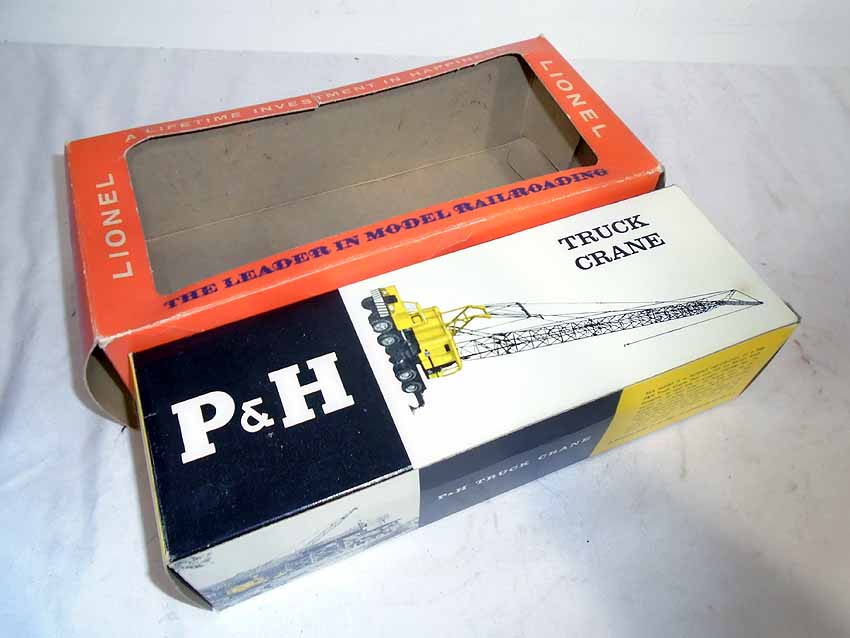 A LIFETIME INVESTMENT IN HAPPINESS
LIONEL
LIONEL
THE LEADER IN MODEL RAILROADING
TRUCK
CRANE
P&H
P&H TRUCK CRANE